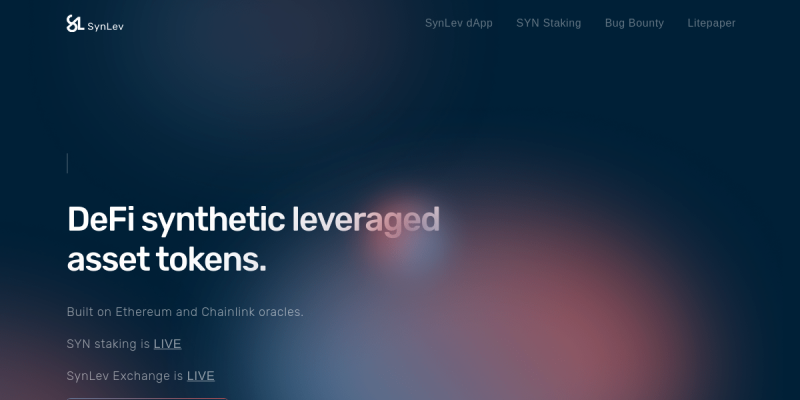 SynLev
SynLev dApp
SYN Staking
Bug Bounty
Litepaper
DeFi synthetic leveraged
asset tokens.
Built on Ethereum and Chainlink oracles.
SYN staking is LIVE
SynLev Exchange is LIVE